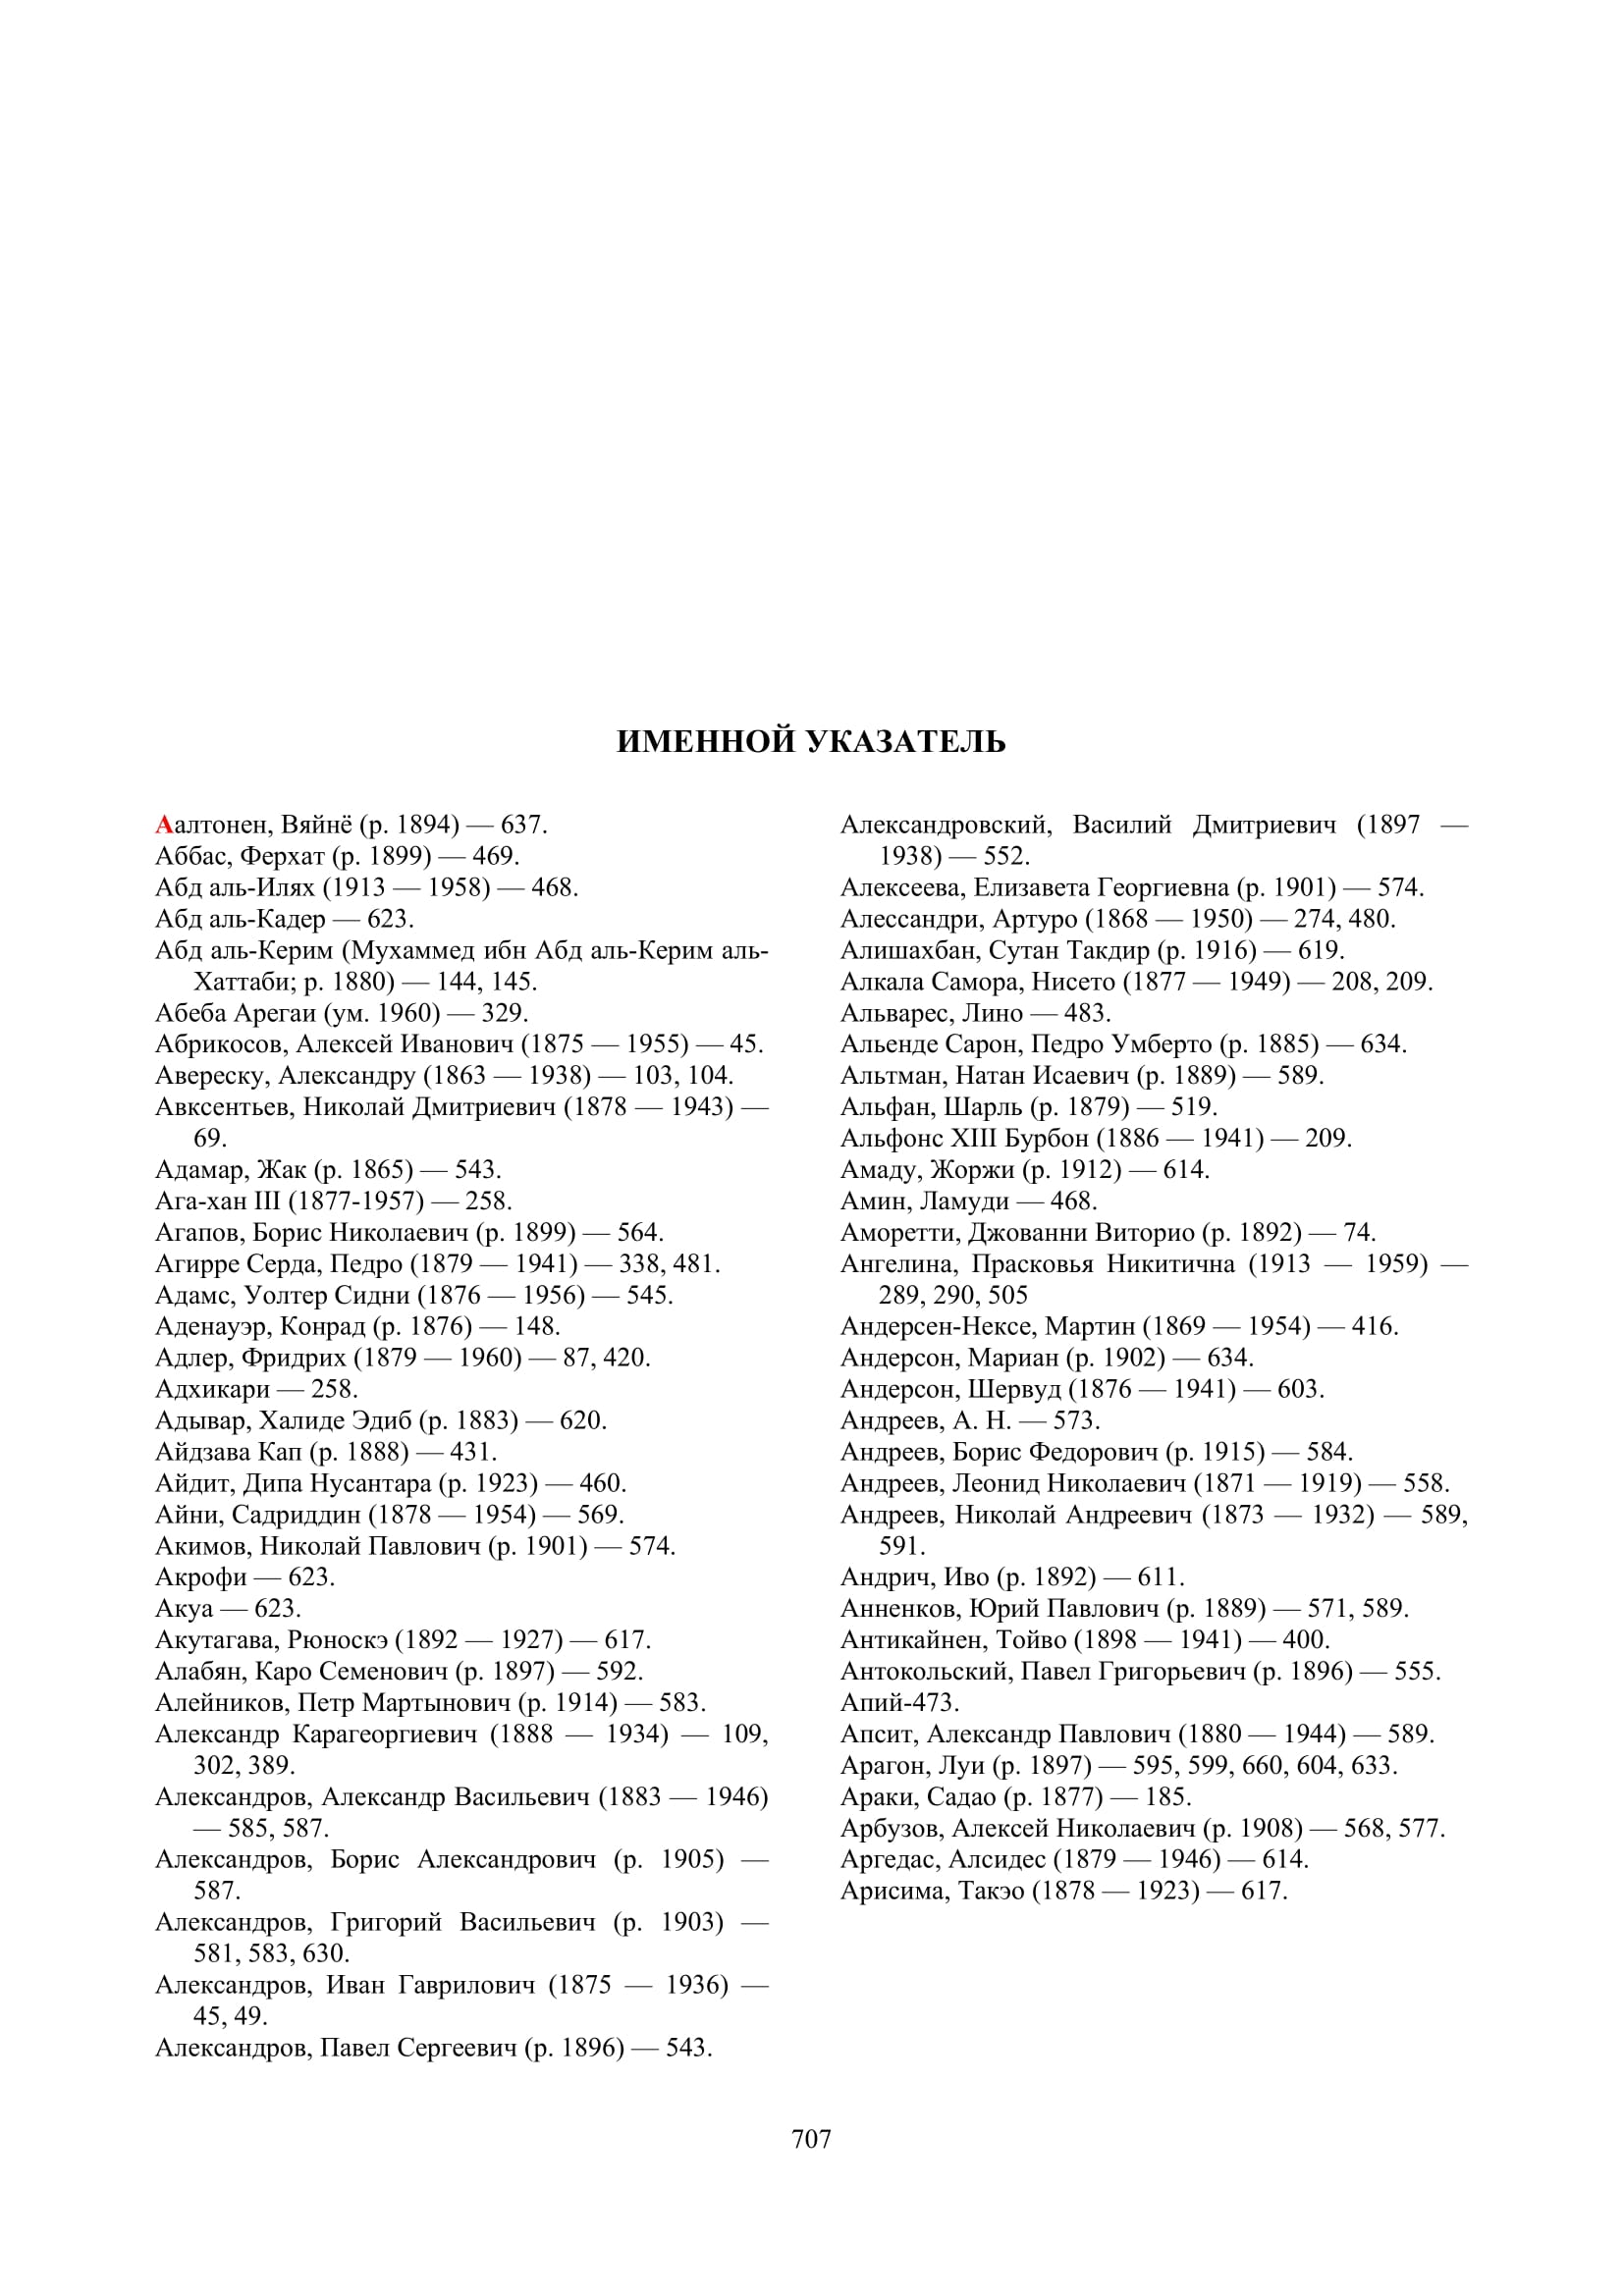 ИМЕННОЙ УКАЗАТЕЛЬ
Аалтонен, Вяйнё (р. 1894) — 637.
Аббас, Ферхат (р. 1899) — 469.
Абд аль-Илях (1913 — 1958) — 468.
Абд аль-Кадер — 623.
Абд аль-Керим (Мухаммед ибн Абд аль-Керим аль-
Хаттаби; р. 1880) — 144, 145.
Абеба Арегаи (ум. 1960) — 329.
Абрикосов, Алексей Иванович (1875 — 1955) — 45.
Авереску, Александру (1863 — 1938) — 103, 104.
Авксентьев, Николай Дмитриевич (1878 — 1943) —
69.
Адамар, Жак (р. 1865) — 543.
Ага-хан III (1877-1957) — 258.
Агапов, Борис Николаевич (р. 1899) — 564.
Агирре Серда, Педро (1879 — 1941) — 338, 481.
Адамс, Уолтер Сидни (1876 — 1956) — 545.
Аденауэр, Конрад (р. 1876) — 148.
Адлер, Фридрих (1879 — 1960) — 87, 420.
Адхикари — 258.
Адывар, Халиде Эдиб (р. 1883) — 620.
Айдзава Кап (р. 1888) — 431.
Айдит, Дипа Нусантара (р. 1923) — 460.
Айни, Садриддин (1878 — 1954) — 569.
Акимов, Николай Павлович (р. 1901) — 574.
Акрофи — 623.
Акуа — 623.
Акутагава, Рюноскэ (1892 — 1927) — 617.
Алабян, Каро Семенович (р. 1897) — 592.
Алейников, Петр Мартынович (р. 1914) — 583.
Александр Карагеоргиевич (1888 — 1934) — 109,
302, 389.
Александров, Александр Васильевич (1883 — 1946)
— 585, 587.
Александров, Борис Александрович (р. 1905) —
587.
Александров, Григорий Васильевич (р. 1903) —
581, 583, 630.
Александров, Иван Гаврилович (1875 — 1936) —
45, 49.
Александров, Павел Сергеевич (р. 1896) — 543.
Александровский, Василий Дмитриевич (1897 —
1938) — 552.
Алексеева, Елизавета Георгиевна (р. 1901) — 574.
Алессандри, Артуро (1868 — 1950) — 274, 480.
Алишахбан, Сутан Такдир (р. 1916) — 619.
Алкала Самора, Нисето (1877 — 1949) — 208, 209.
Альварес, Лино — 483.
Альенде Сарон, Педро Умберто (р. 1885) — 634.
Альтман, Натан Исаевич (р. 1889) — 589.
Альфан, Шарль (р. 1879) — 519.
Альфонс XIII Бурбон (1886 — 1941) — 209.
Амаду, Жоржи (р. 1912) — 614.
Амин, Ламуди — 468.
Аморетти, Джованни Виторио (р. 1892) — 74.
Ангелина, Прасковья Никитична (1913 — 1959) —
289, 290, 505
Андерсен-Нексе, Мартин (1869 — 1954) — 416.
Андерсон, Мариан (р. 1902) — 634.
Андерсон, Шервуд (1876 — 1941) — 603.
Андреев, А. Н. — 573.
Андреев, Борис Федорович (р. 1915) — 584.
Андреев, Леонид Николаевич (1871 — 1919) — 558.
Андреев, Николай Андреевич (1873 — 1932) — 589,
591.
Андрич, Иво (р. 1892) — 611.
Анненков, Юрий Павлович (р. 1889) — 571, 589.
Антикайнен, Тойво (1898 — 1941) — 400.
Антокольский, Павел Григорьевич (р. 1896) — 555.
Апий-473.
Апсит, Александр Павлович (1880 — 1944) — 589.
Арагон, Луи (р. 1897) — 595, 599, 660, 604, 633.
Араки, Садао (р. 1877) — 185.
Арбузов, Алексей Николаевич (р. 1908) — 568, 577.
Аргедас, Алсидес (1879 — 1946) — 614.
Арисима, Такэо (1878 — 1923) — 617.
707